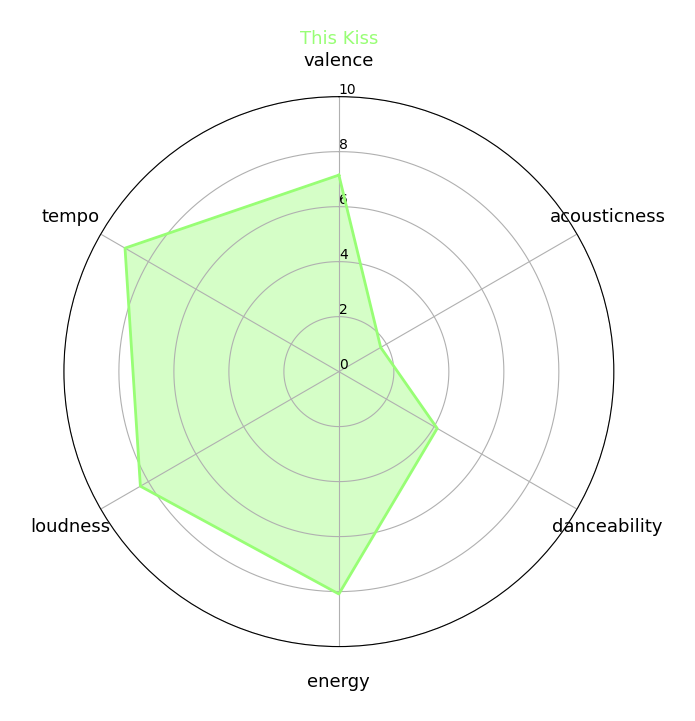 This Kiss
valence
10
8
tempo
acousticness
6
4
2
0
loudness
danceability
energy